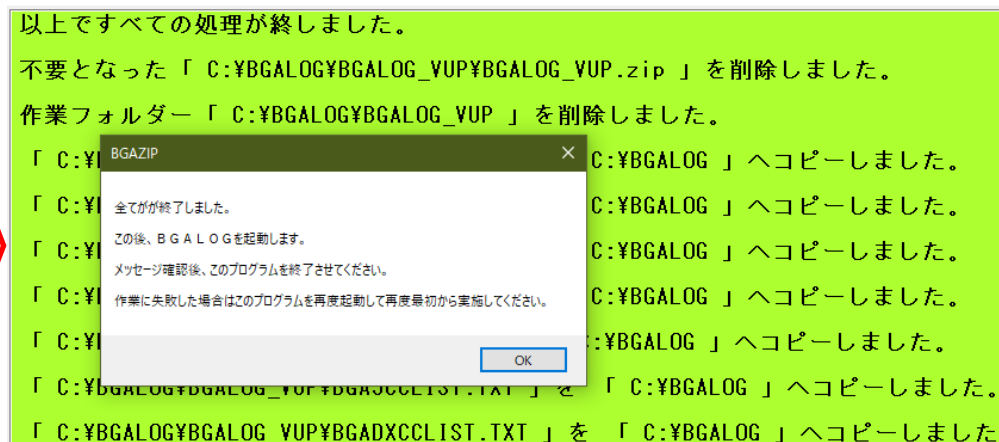 以上ですべての処理が終しました。
不要となった「 C:¥BGALOG¥BGALOG_VUP¥BGALOG_VUP.zip 」を削除しました。
作業フォルダー「 C:¥BGALOG¥BGALOG_VUP 」を削除しました。
「 C:¥ C:¥BGALOG 」へコピーしました。
「 C:¥ C:¥BGALOG 」へコピーしました。
「 C:¥ C:¥BGALOG 」へコピーしました。
「 C:¥ C:¥BGALOG 」へコピーしました。
「 C:¥ :¥BGALOG 」へコピーしました。
「 C:¥BGALOG¥BGALOG_VUP¥BGAJCCLIST.TXT 」を 「 C:¥BGALOG 」へコピーしました。
「 C:¥BGALOG¥BGALOG_VUP¥BGADXCCLIST.TXT 」を 「 C:¥BGALOG 」へコピーしました
BGAZIP
全てがが終了しました。
この後、ＢＧＡＬＯＧを起動します。
メッセージ確認後、このプログラムを終了させてください。
作業に失敗した場合はこのプログラムを再度起動して再度最初から実施してください。
OK